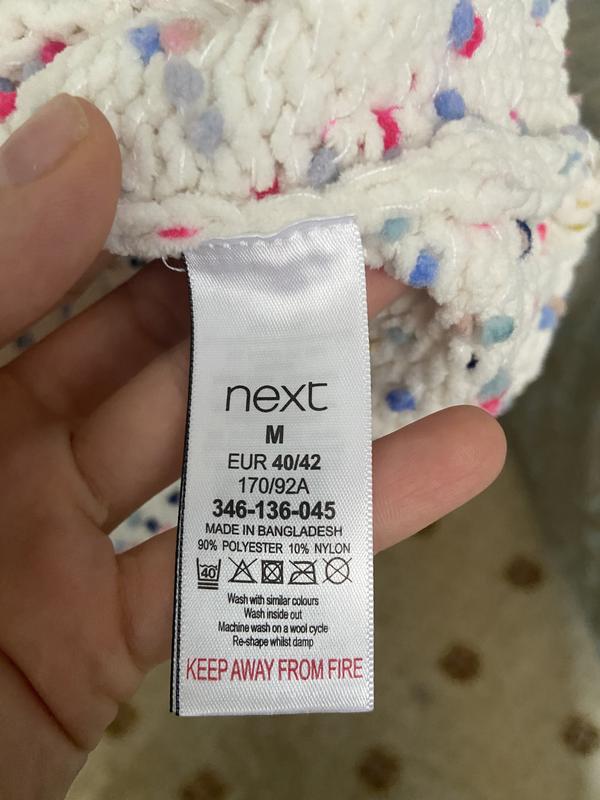 next
M
EUR 40/42
170/92A
346-136-045
MADE IN BANGLADESH
90% POLYESTER 10% NYLON
40
Wash with similar colours
Wash inside out
Machine wash on a wool cycle
Re-shape whilst damp
KEEP AWAY FROM FIRE